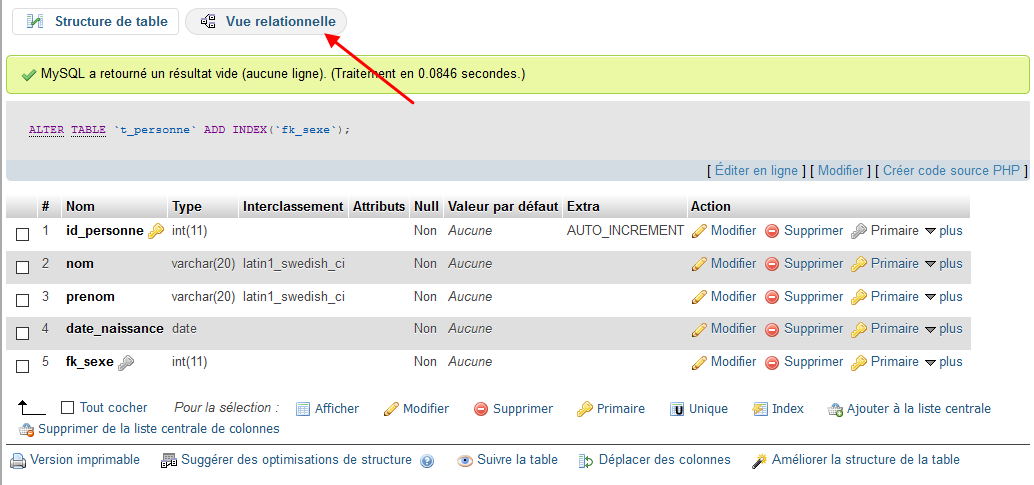 Structure de table Vue relationnelle
MySQL a retourné un résultat vide (aucune ligne). (Traitement en 0.0846 secondes.)
ALTER TABLE `t_personne` ADD INDEX(`fk_sexe`);
[ Éditer en ligne ] [ Modifier ] [ Créer code source PHP ]
# Nom Type Interclassement Attributs Null Valeur par défaut Extra Action
1 id_personne int(11) Non Aucune AUTO_INCREMENT Modifier Supprimer Primaire plus
2 nom varchar(20) latin1_swedish_ci Non Aucune Modifier Supprimer Primaire plus
3 prenom varchar(20) latin1_swedish_ci Non Aucune Modifier Supprimer Primaire plus
4 date_naissance date Non Aucune Modifier Supprimer Primaire plus
5 fk_sexe int(11) Non Aucune Modifier Supprimer Primaire plus
Tout cocher Pour la sélection : Afficher Modifier Supprimer Primaire Unique Index Ajouter à la liste centrale
Supprimer de la liste centrale de colonnes
Version imprimable Suggérer des optimisations de structure Suivre la table Déplacer des colonnes Améliorer la structure de la table